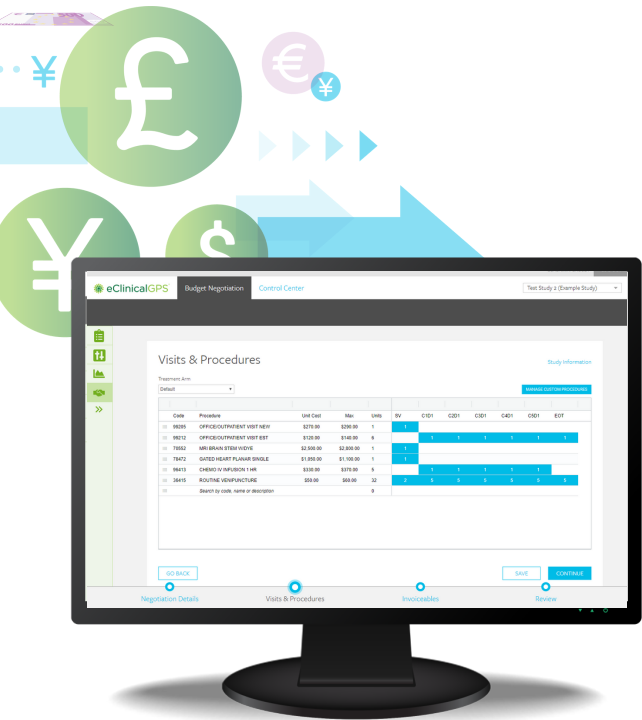 ¥
£
€
¥
¥
$
eClinicalGPS Budget Negotiation Control Center Test Study 2 (Example Study)
Visits & Procedures
Study Information
Treatment Arm
Default
MANAGE CUSTOM PROCEDURES
Code Procedure Unit Cost Max Units SV C1D1 C2D1 C3D1 C4D1 C5D1 EOT
99205 OFFICE/OUTPATIENT VISIT NEW $270.00 $290.00 1 1
99212 OFFICE/OUTPATIENT VISIT EST $120.00 $140.00 6 1 1 1 1 1 1
70552 MRI BRAIN STEM W/DYE $2,500.00 $2,800.00 1 1
78472 GATED HEART PLANAR SINGLE $1,050.00 $1,100.00 1 1
96413 CHEMO IV INFUSION 1 HR $330.00 $370.00 5 1 1 1 1 1
36415 ROUTINE VENIPUNCTURE $50.00 $60.00 32 2 5 5 5 5 5 5
Search by code, name or description 0
GO BACK SAVE CONTINUE
Negotiation Details Visits & Procedures Invoiceables Review